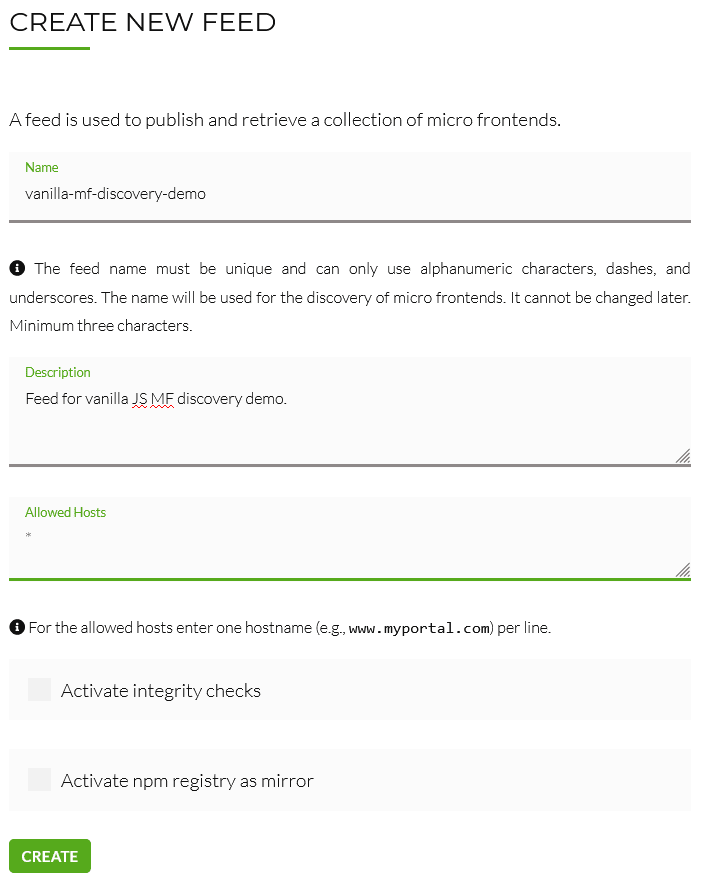 CREATE NEW FEED
A feed is used to publish and retrieve a collection of micro frontends.
Name
vanilla-mf-discovery-demo
The feed name must be unique and can only use alphanumeric characters, dashes, and
underscores. The name will be used for the discovery of micro frontends. It cannot be changed later.
Minimum three characters.
Description
Feed for vanilla JS MF discovery demo.
Allowed Hosts
*
For the allowed hosts enter one hostname (e.g., www.myportal.com) per line.
Activate integrity checks
Activate npm registry as mirror
CREATE